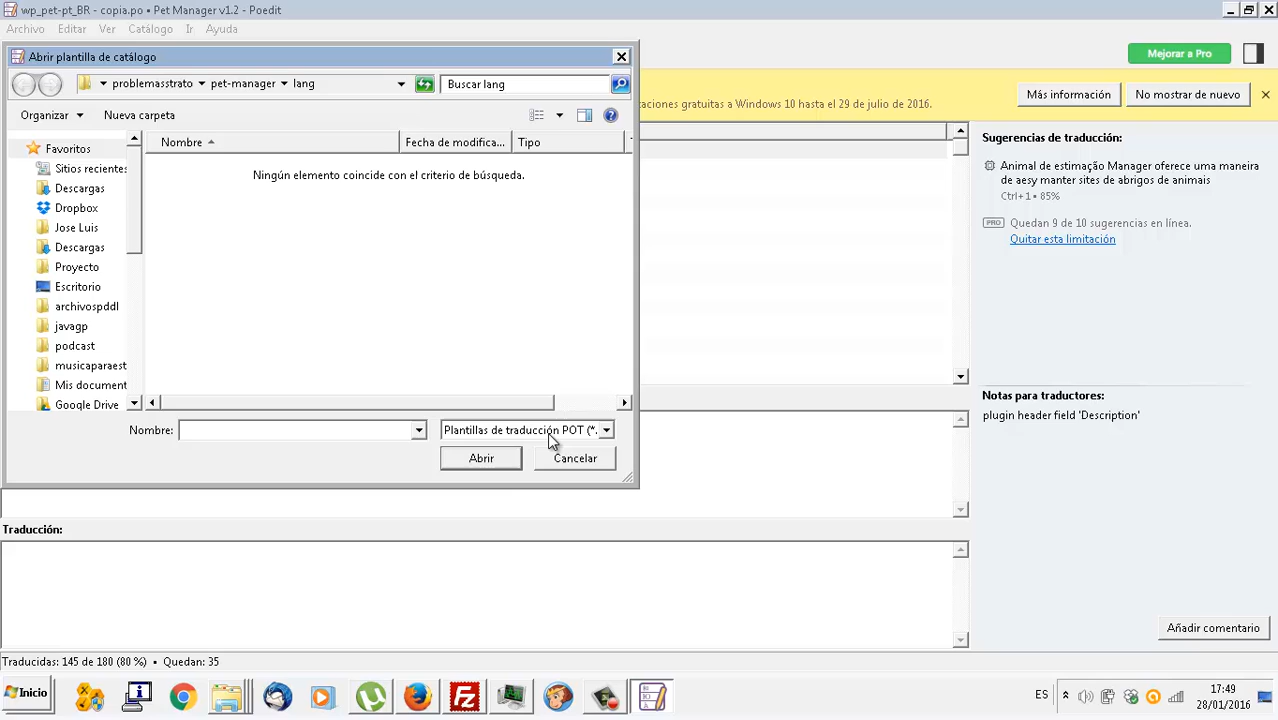 wp_pet-pt_BR - copia.po • Pet Manager v1.2 - Poedit
Archivo Editar Ver Catálogo Ir Ayuda
Abrir plantilla de catálogo
Mejorar a Pro
problemasstrato pet-manager lang
Buscar lang
aciones gratuitas a Windows 10 hasta el 29 de julio de 2016.
Más información
No mostrar de nuevo
Organizar Nueva carpeta
Nombre Fecha de modifica... Tipo
Ningún elemento coincide con el criterio de búsqueda.
Favoritos
Sitios recientes
Descargas
Dropbox
Jose Luis
Descargas
Proyecto
Escritorio
archivospddl
javagp
podcast
musicaparaest
Mis document
Google Drive
Nombre:
Plantillas de traducción POT (*.
Abrir Cancelar
Sugerencias de traducción:
Animal de estimação Manager oferece uma maneira
de aesy manter sites de abrigos de animais
Ctrl+1 • 85%
PRO Quedan 9 de 10 sugerencias en línea.
Quitar esta limitación
Notas para traductores:
plugin header field 'Description'
Traducción:
Añadir comentario
Traducidas: 145 de 180 (80 %) • Quedan: 35
Inicio
ES
17:49
28/01/2016